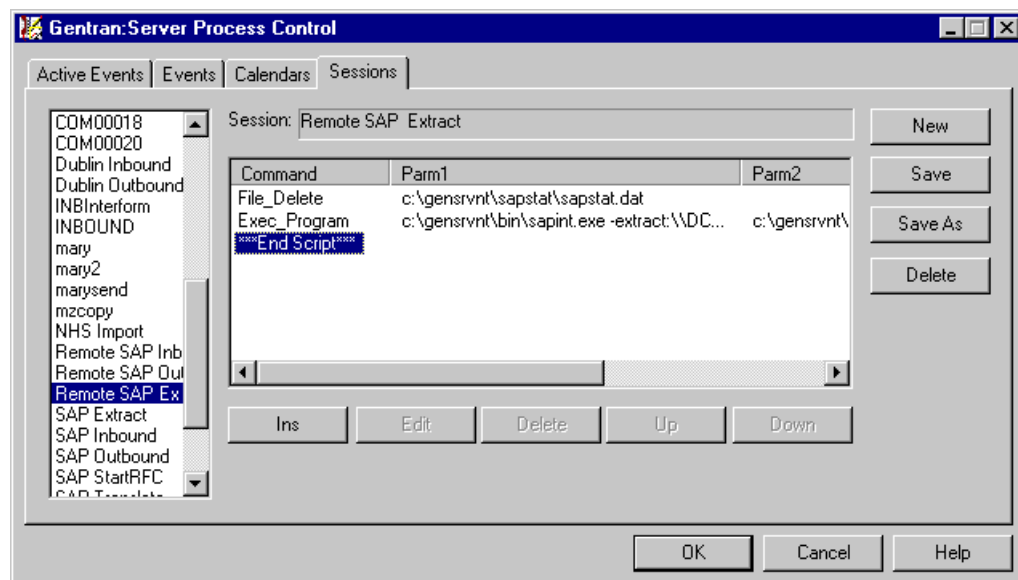 Gentran:Server Process Control
Active Events Events Calendars Sessions
COM00018
COM00020
Dublin Inbound
Dublin Outbound
INBInterform
INBOUND
mary
mary2
marysend
mzcopy
NHS Import
Remote SAP Inb
Remote SAP Out
Remote SAP Ex
SAP Extract
SAP Inbound
SAP Outbound
SAP StartRFC
Session: Remote SAP Extract
Command Parm1 Parm2
File_Delete c:\gensrvnt\sapstat\sapstat.dat
Exec_Program c:\gensrvnt\bin\sapint.exe -extract:\\DC... c:\gensrvnt\
***End Script***
Ins Edit Delete Up Down
New
Save
Save As
Delete
OK Cancel Help